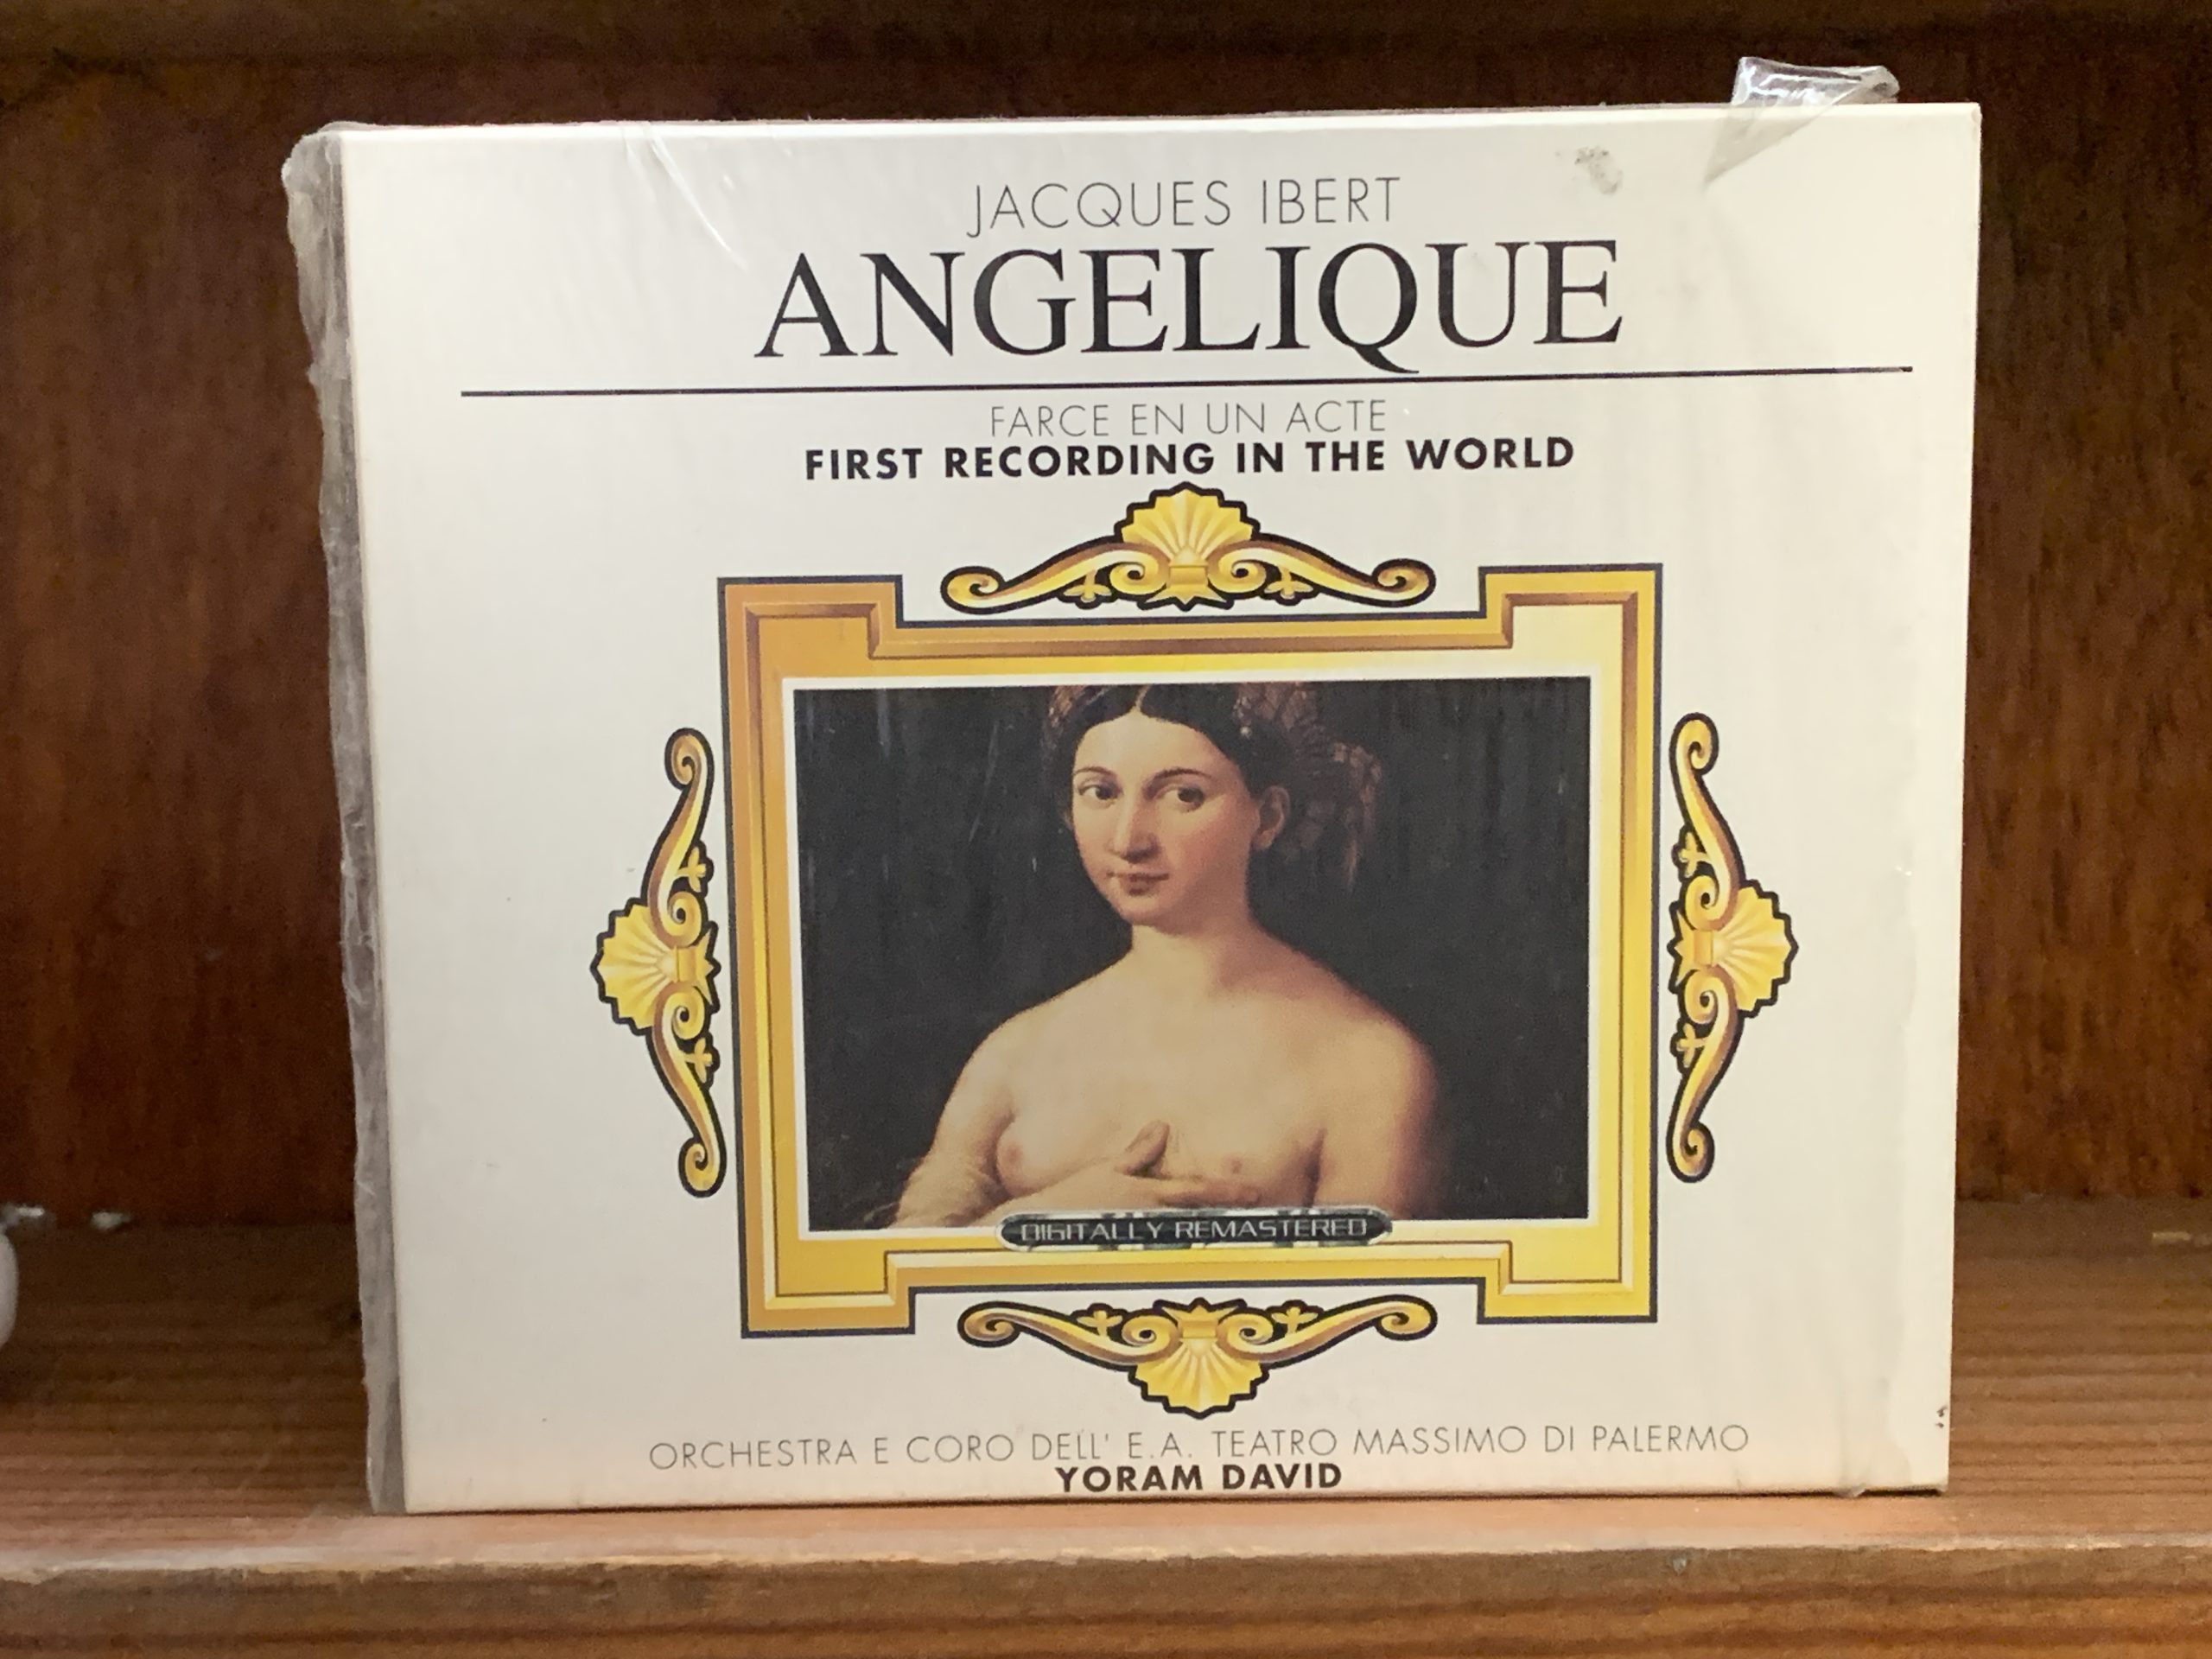 JACQUES IBERT
ANGELIQUE
FARCE EN UN ACTE
FIRST RECORDING IN THE WORLD
DIGITALLY REMASTERED
ORCHESTRA E CORO DELL' E.A. TEATRO MASSIMO DI PALERMO
YORAM DAVID